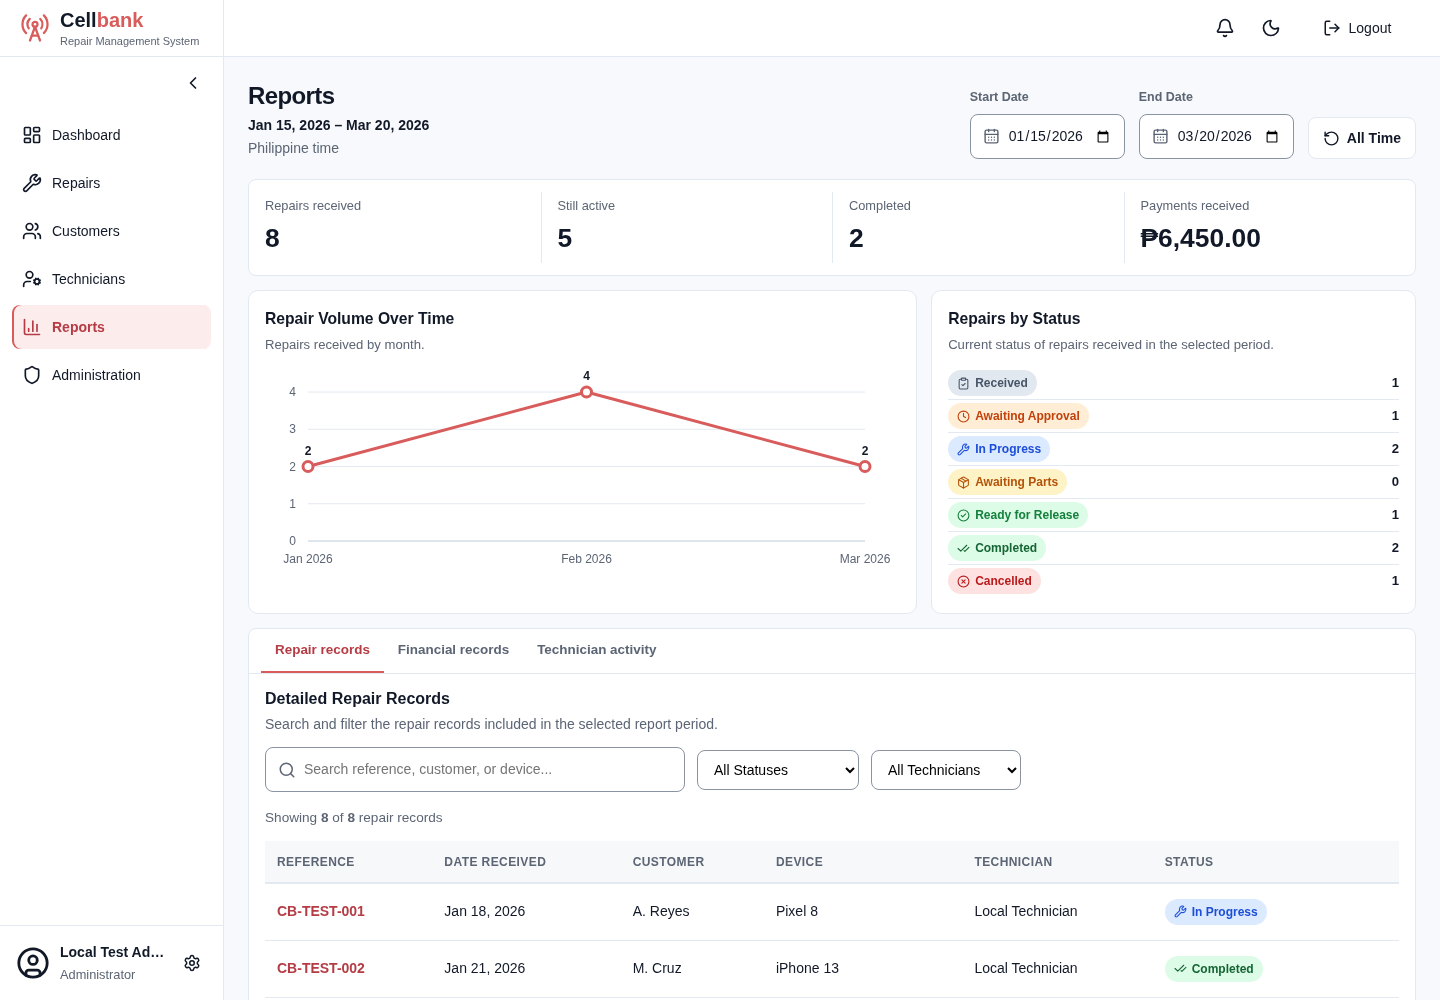 Cellbank
Repair Management System
Logout
Dashboard
Repairs
Customers
Technicians
Reports
Administration
Local Test Ad...
Administrator
Reports
Jan 15, 2026 – Mar 20, 2026
Philippine time
Start Date
End Date
01/15/2026
03/20/2026
All Time
Repairs received
8
Still active
5
Completed
2
Payments received
₱6,450.00
Repair Volume Over Time
Repairs received by month.
4
4
3
2
2
2
1
0
Jan 2026
Feb 2026
Mar 2026
Repairs by Status
Current status of repairs received in the selected period.
Received 1
Awaiting Approval 1
In Progress 2
Awaiting Parts 0
Ready for Release 1
Completed 2
Cancelled 1
Repair records
Financial records
Technician activity
Detailed Repair Records
Search and filter the repair records included in the selected report period.
Search reference, customer, or device...
All Statuses
All Technicians
Showing 8 of 8 repair records
REFERENCE DATE RECEIVED CUSTOMER DEVICE TECHNICIAN STATUS
CB-TEST-001 Jan 18, 2026 A. Reyes Pixel 8 Local Technician In Progress
CB-TEST-002 Jan 21, 2026 M. Cruz iPhone 13 Local Technician Completed